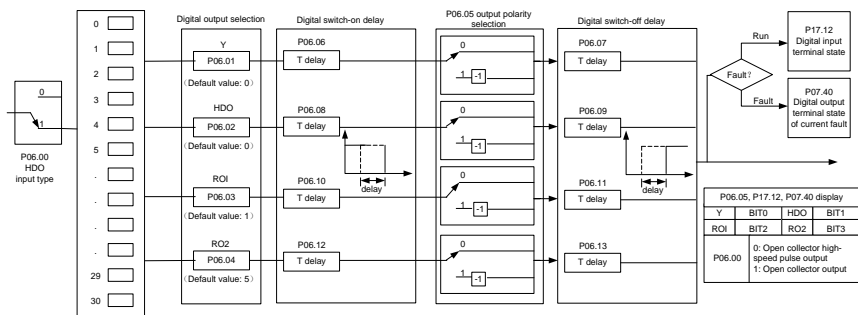 Digital output selection
Digital switch-on delay
P06.05 output polarity
selection
Digital switch-off delay
0
1
2
3
4
5
.
.
.
.
29
30
0
1
P06.00
HDO
input type
Y
P06.01
(Default value: 0)
HDO
P06.02
(Default value: 0)
ROI
P06.03
(Default value: 1)
RO2
P06.04
(Default value: 5)
P06.06
T delay
P06.08
T delay
delay
P06.10
T delay
P06.12
T delay
0
1
-1
0
1
-1
0
1
-1
0
1
-1
P06.07
T delay
P06.09
T delay
delay
P06.11
T delay
P06.13
T delay
Fault?
Run
Fault
P17.12
Digital input
terminal state
P07.40
Digital output
terminal state
of current fault
P06.05, P17.12, P07.40 display
Y BIT0 HDO BIT1
ROI BIT2 RO2 BIT3
P06.00
0: Open collector high-
speed pulse output
1: Open collector output